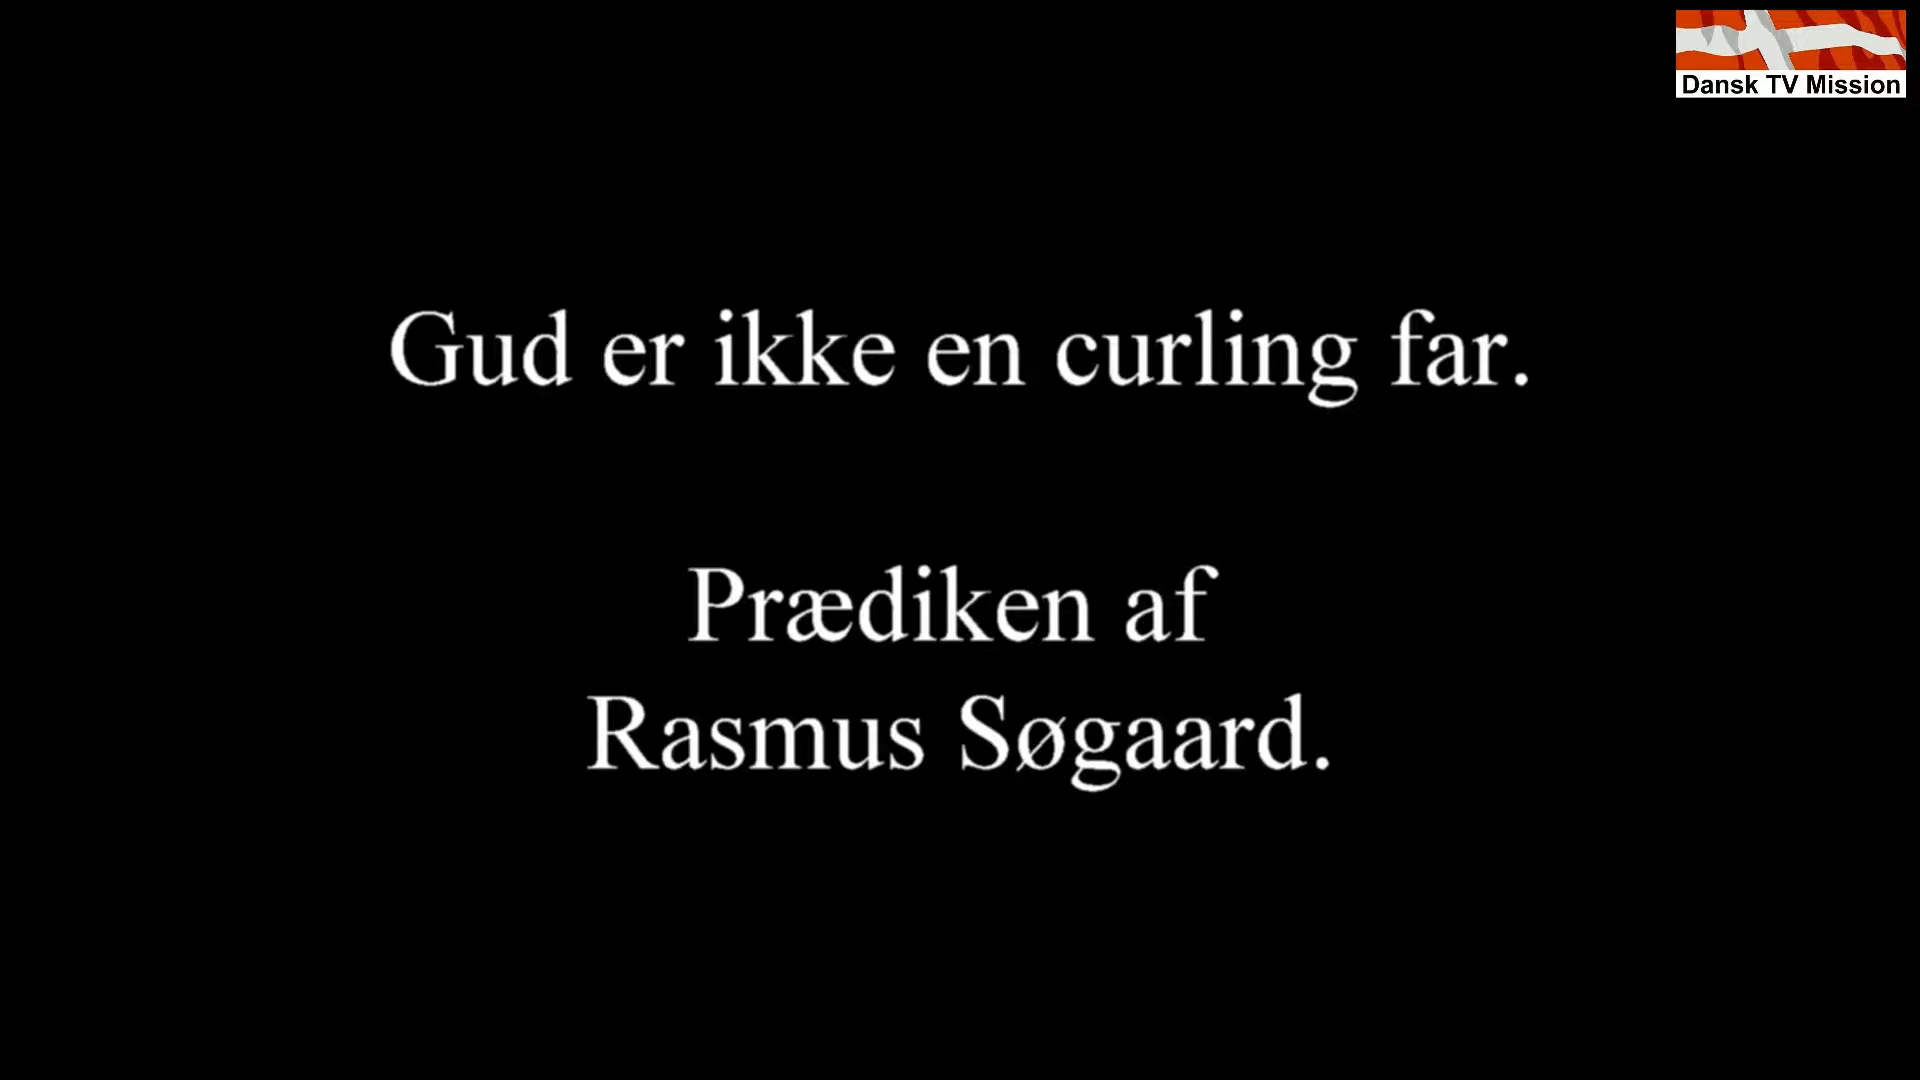 Dansk TV Mission
Gud er ikke en curling far.
Prædiken af
Rasmus Søgaard.